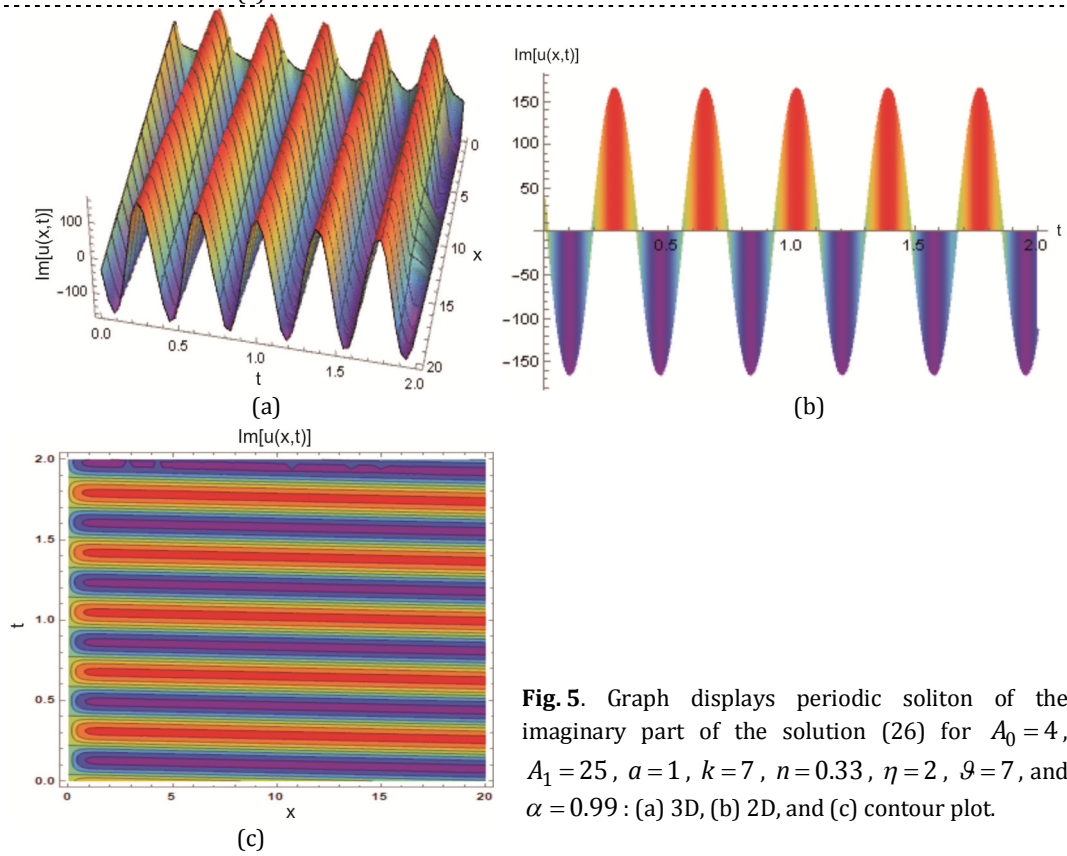 Im[u(x,t)]
100
0
−100
0.0
0.5
1.0
1.5
2.0
t
0
5
10
15
20
x
(a)
Im[u(x,t)]
150
100
50
−50
−100
−150
0.5
1.0
1.5
2.0
t
(b)
Im[u(x,t)]
2.0
1.5
1.0
0.5
0.0
t
0
5
10
15
20
x
(c)
Fig. 5. Graph displays periodic soliton of the
imaginary part of the solution (26) for A₀ = 4,
A₁ = 25, a = 1, k = 7, n = 0.33, η = 2, ϑ = 7, and
α = 0.99: (a) 3D, (b) 2D, and (c) contour plot.